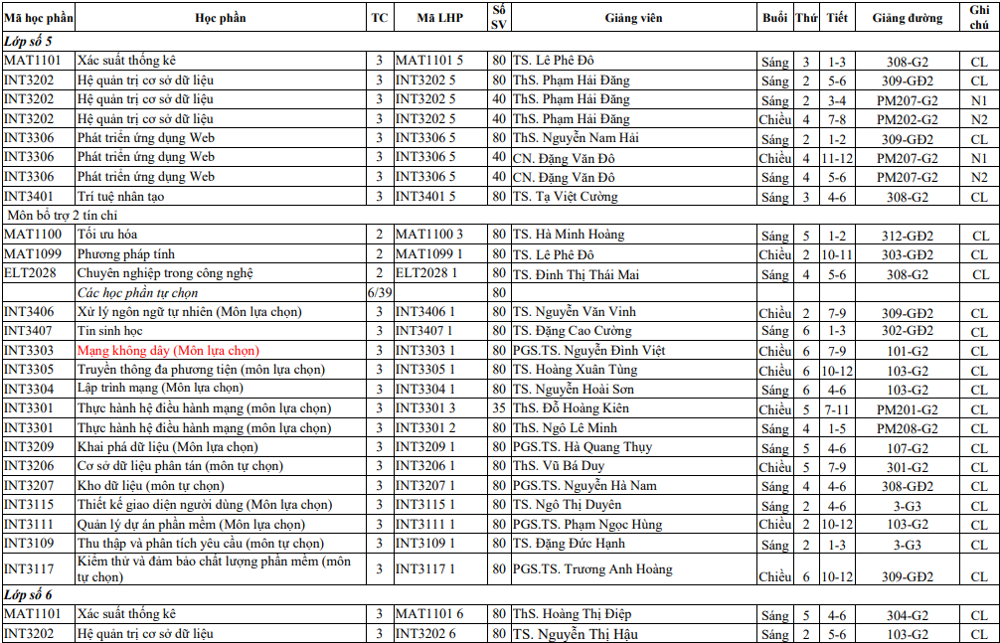 Mã học phần Học phần TC Mã LHP Số SV Giảng viên Buổi Thứ Tiết Giảng đường Ghi chú
Lớp số 5
MAT1101 Xác suất thống kê 3 MAT1101 5 80 TS. Lê Phê Đô Sáng 3 1-3 308-G2 CL
INT3202 Hệ quản trị cơ sở dữ liệu 3 INT3202 5 80 ThS. Phạm Hải Đăng Sáng 2 5-6 309-GĐ2 CL
INT3202 Hệ quản trị cơ sở dữ liệu 3 INT3202 5 40 ThS. Phạm Hải Đăng Sáng 2 3-4 PM207-G2 N1
INT3202 Hệ quản trị cơ sở dữ liệu 3 INT3202 5 40 ThS. Phạm Hải Đăng Chiều 4 7-8 PM202-G2 N2
INT3306 Phát triển ứng dụng Web 3 INT3306 5 80 ThS. Nguyễn Nam Hải Sáng 2 1-2 309-GĐ2 CL
INT3306 Phát triển ứng dụng Web 3 INT3306 5 40 CN. Đặng Văn Đô Chiều 4 11-12 PM207-G2 N1
INT3306 Phát triển ứng dụng Web 3 INT3306 5 40 CN. Đặng Văn Đô Sáng 4 5-6 PM207-G2 N2
INT3401 Trí tuệ nhân tạo 3 INT3401 5 80 TS. Tạ Việt Cường Sáng 3 4-6 308-G2 CL
Môn bổ trợ 2 tín chỉ
MAT1100 Tối ưu hóa 2 MAT1100 3 80 TS. Hà Minh Hoàng Sáng 5 1-2 312-GĐ2 CL
MAT1099 Phương pháp tính 2 MAT1099 1 80 TS. Lê Phê Đô Chiều 2 10-11 303-GĐ2 CL
ELT2028 Chuyên nghiệp trong công nghệ 2 ELT2028 1 80 TS. Đinh Thị Thái Mai Sáng 4 5-6 308-G2 CL
Các học phần tự chọn 6/39 80
INT3406 Xử lý ngôn ngữ tự nhiên (Môn lựa chọn) 3 INT3406 1 80 TS. Nguyễn Văn Vinh Chiều 2 7-9 309-GĐ2 CL
INT3407 Tin sinh học 3 INT3407 1 80 TS. Đặng Cao Cường Sáng 6 1-3 302-GĐ2 CL
INT3303 Mạng không dây (Môn lựa chọn) 3 INT3303 1 80 PGS.TS. Nguyễn Đình Việt Chiều 6 7-9 101-G2 CL
INT3305 Truyền thông đa phương tiện (môn lựa chọn) 3 INT3305 1 80 TS. Hoàng Xuân Tùng Chiều 6 10-12 103-G2 CL
INT3304 Lập trình mạng (Môn lựa chọn) 3 INT3304 1 80 TS. Nguyễn Hoài Sơn Sáng 6 4-6 103-G2 CL
INT3301 Thực hành hệ điều hành mạng (môn lựa chọn) 3 INT3301 3 35 ThS. Đỗ Hoàng Kiên Chiều 5 7-11 PM201-G2 CL
INT3301 Thực hành hệ điều hành mạng (môn lựa chọn) 3 INT3301 2 80 ThS. Ngô Lê Minh Sáng 4 1-5 PM208-G2 CL
INT3209 Khai phá dữ liệu (môn lựa chọn) 3 INT3209 1 80 PGS.TS. Hà Quang Thụy Sáng 5 4-6 107-G2 CL
INT3206 Cơ sở dữ liệu phân tán (môn tự chọn) 3 INT3206 1 80 ThS. Vũ Bá Duy Chiều 5 7-9 301-G2 CL
INT3207 Kho dữ liệu (môn tự chọn) 3 INT3207 1 80 PGS.TS. Nguyễn Hà Nam Sáng 4 4-6 308-GĐ2 CL
INT3115 Thiết kế giao diện người dùng (Môn lựa chọn) 3 INT3115 1 80 TS. Ngô Thị Duyên Sáng 2 4-6 3-G3 CL
INT3111 Quản lý dự án phần mềm (Môn lựa chọn) 3 INT3111 1 80 PGS.TS. Phạm Ngọc Hùng Chiều 2 10-12 103-G2 CL
INT3109 Thu thập và phân tích yêu cầu (môn tự chọn) 3 INT3109 1 80 TS. Đặng Đức Hạnh Sáng 2 1-3 3-G3 CL
INT3117 Kiểm thử và đảm bảo chất lượng phần mềm (môn tự chọn) 3 INT3117 1 80 PGS.TS. Trương Anh Hoàng Chiều 6 10-12 309-GĐ2 CL
Lớp số 6
MAT1101 Xác suất thống kê 3 MAT1101 6 80 ThS. Hoàng Thị Điệp Sáng 5 4-6 304-G2 CL
INT3202 Hệ quản trị cơ sở dữ liệu 3 INT3202 6 80 TS. Nguyễn Thị Hậu Sáng 2 5-6 103-G2 CL